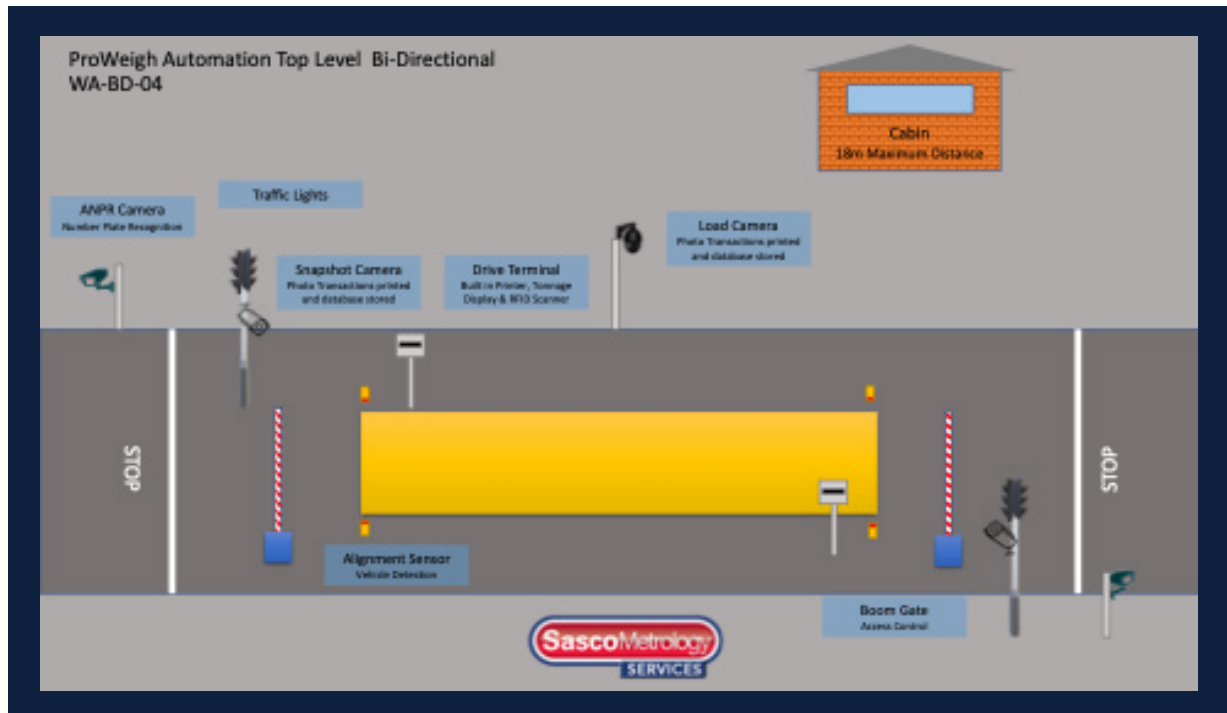 ProWeigh Automation Top Level Bi-Directional
WA-BD-04
Cabin
18m Maximum Distance
Traffic Lights
ANPR Camera
Number Plate Recognition
Load Camera
Photo Transactions printed
and database stored
Snapshot Camera
Photo Transactions printed
and database stored
Drive Terminal
Built in Printer, Tonnage
Display & RFID Scanner
STOP
STOP
Alignment Sensor
Vehicle Detection
Boom Gate
Access Control
SascoMetrology
SERVICES